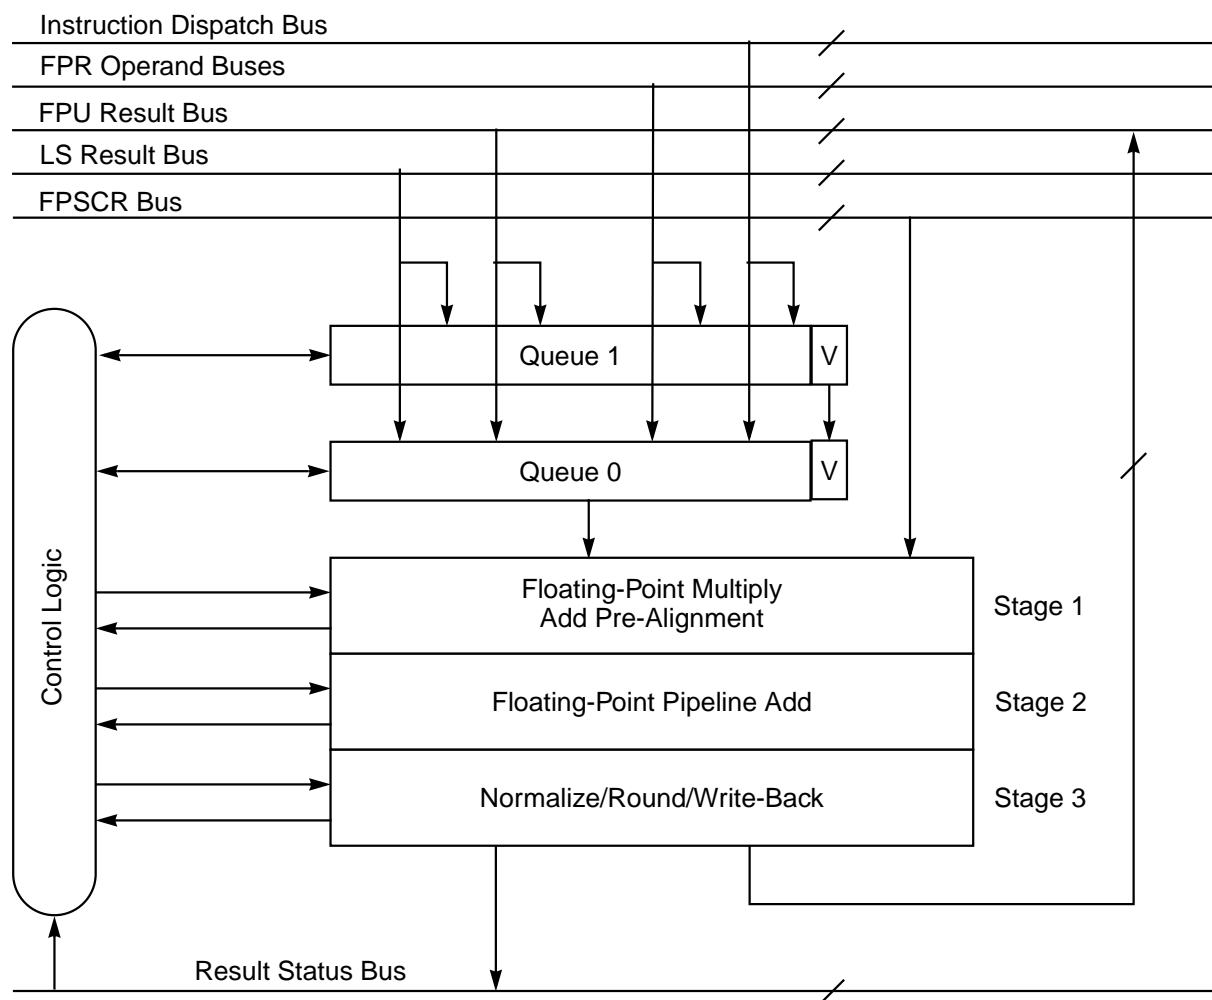 Instruction Dispatch Bus
FPR Operand Buses
FPU Result Bus
LS Result Bus
FPSCR Bus
Queue 1
V
Queue 0
V
Control Logic
Floating-Point Multiply
Add Pre-Alignment
Stage 1
Floating-Point Pipeline Add
Stage 2
Normalize/Round/Write-Back
Stage 3
Result Status Bus